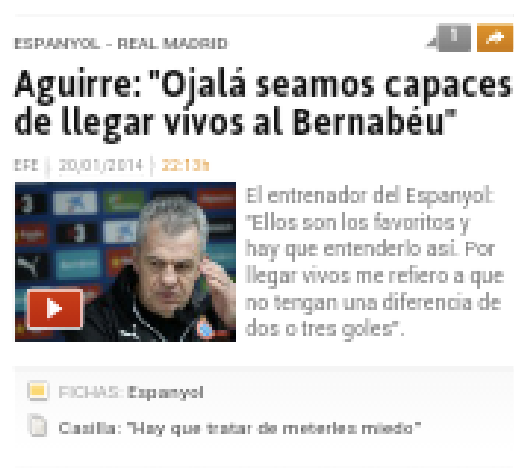 ESPANYOL - REAL MADRID
1
Aguirre: "Ojalá seamos capaces
de llegar vivos al Bernabéu"
EFE | 20/01/2014 | 22:13h
El entrenador del Espanyol:
"Ellos son los favoritos y
hay que entenderlo así. Por
llegar vivos me refiero a que
no tengan una diferencia de
dos o tres goles".
FICHAS: Espanyol
Casilla: "Hay que tratar de meterles miedo"